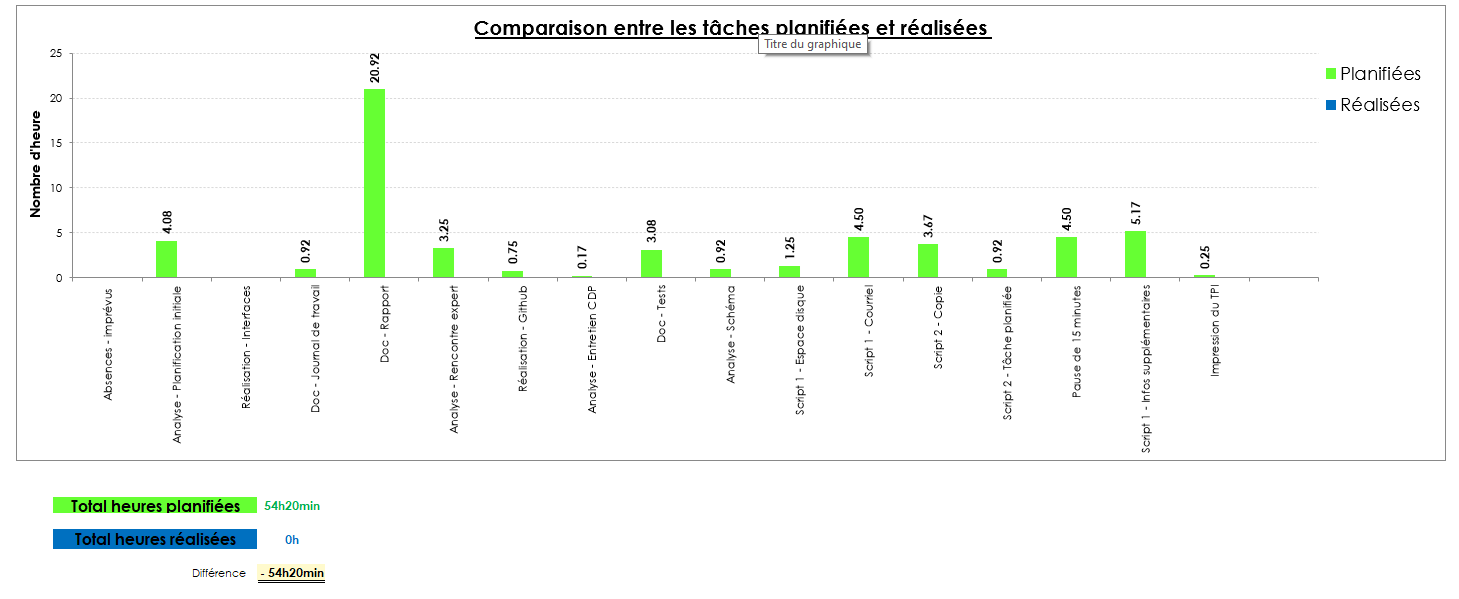 Comparaison entre les tâches planifiées et réalisées
Titre du graphique
Planifiées
Réalisées
Nombre d'heure
25
20
15
10
5
0
4.08
0.92
20.92
3.25
0.75
0.17
3.08
0.92
1.25
4.50
3.67
0.92
4.50
5.17
0.25
Absences - imprévus
Analyse - Planification initiale
Réalisation - Interfaces
Doc - Journal de travail
Doc - Rapport
Analyse - Rencontre expert
Réalisation - Github
Analyse - Entretien CDP
Doc - Tests
Analyse - Schéma
Script 1 - Espace disque
Script 1 - Courriel
Script 2 - Copie
Script 2 - Tâche planifiée
Pause de 15 minutes
Script 1 - Infos supplémentaires
Impression du TPI
Total heures planifiées 54h20min
Total heures réalisées 0h
Différence - 54h20min